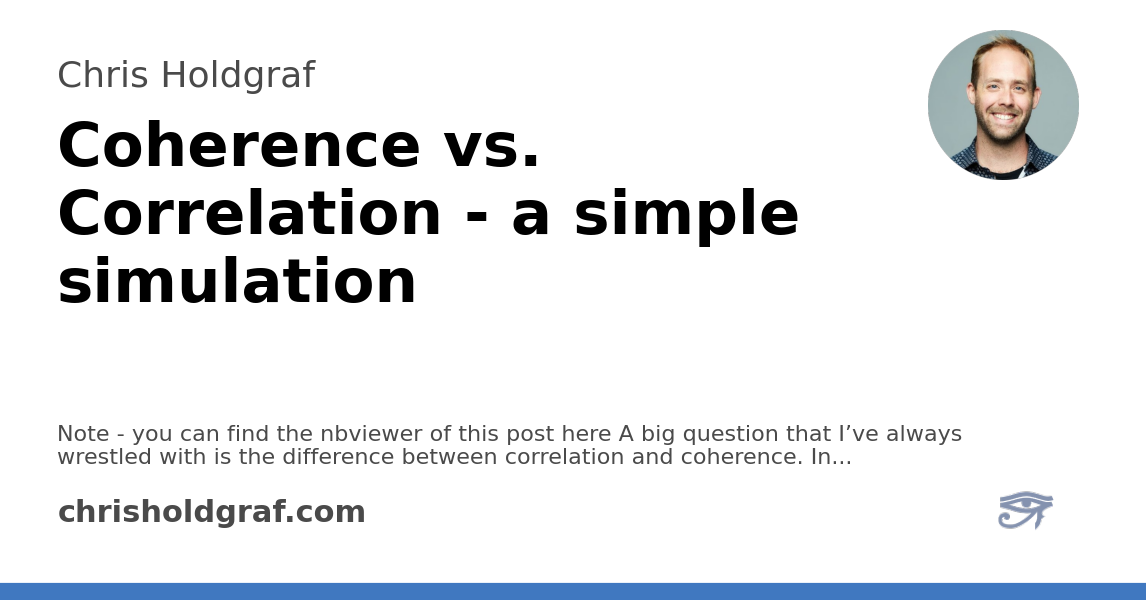 Chris Holdgraf
Coherence vs.
Correlation - a simple
simulation
Note - you can find the nbviewer of this post here A big question that I’ve always
wrestled with is the difference between correlation and coherence. In...
chrisholdgraf.com